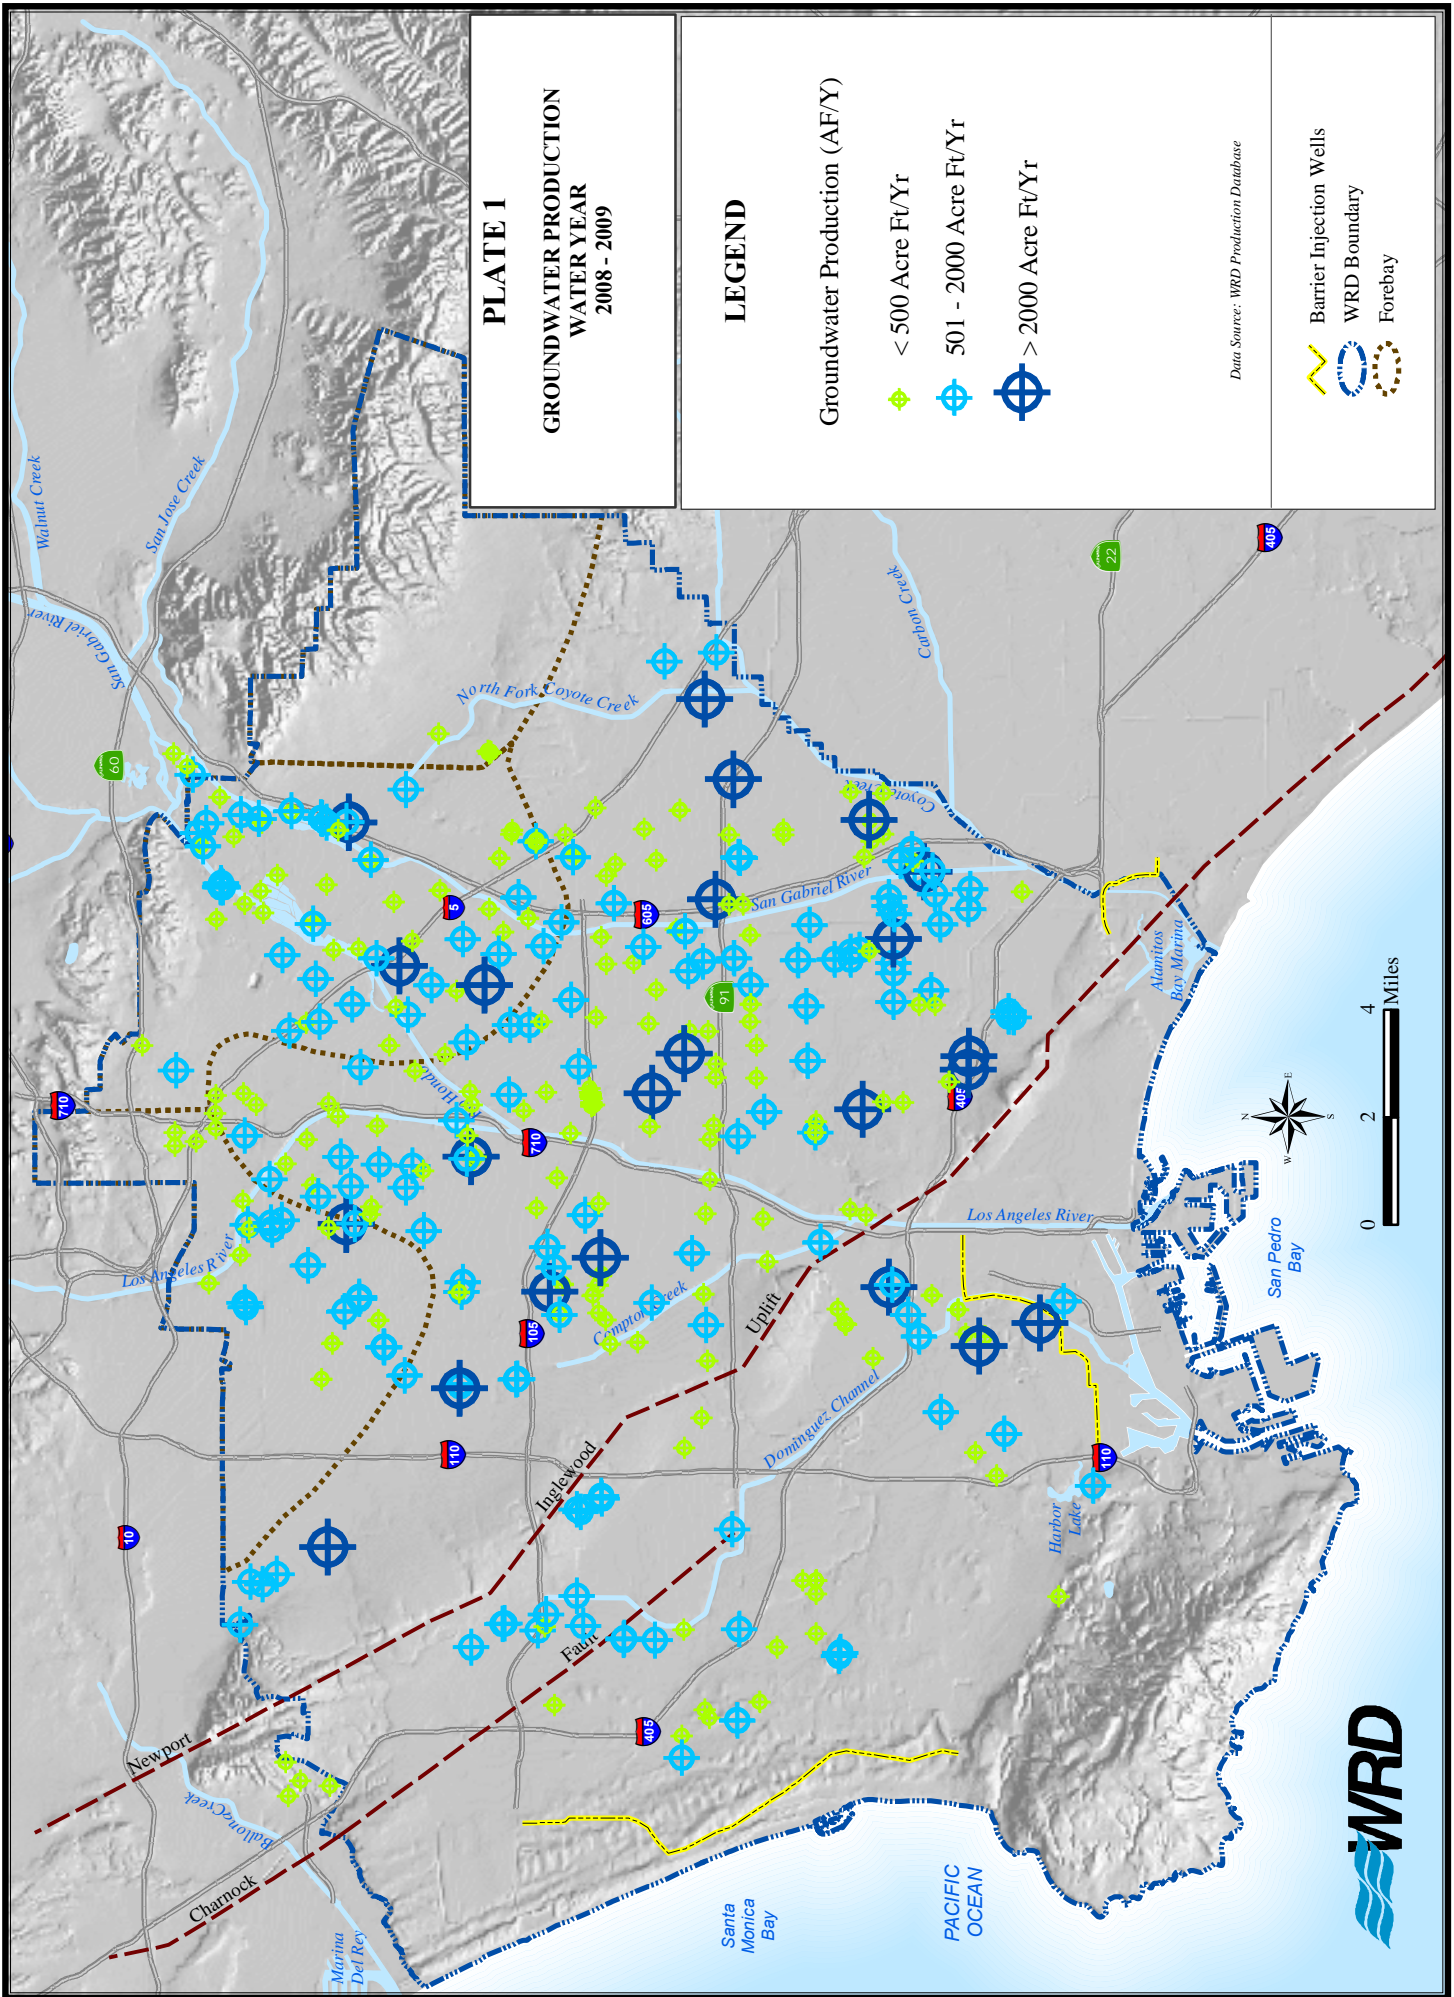 PLATE 1
GROUNDWATER PRODUCTION
WATER YEAR
2008 - 2009
LEGEND
Groundwater Production (AF/Y)
< 500 Acre Ft/Yr
501 - 2000 Acre Ft/Yr
> 2000 Acre Ft/Yr
Data Source: WRD Production Database
Barrier Injection Wells
WRD Boundary
Forebay
Walnut Creek
San Jose Creek
San Gabriel River
60
North Fork Coyote Creek
Carbon Creek
Coyote Creek
22
405
5
605
San Gabriel River
91
Alamitos
Bay Marina
710
Hondo
710
405
Los Angeles River
Los Angeles River
Compton Creek
105
Uplift
San Pedro
Bay
0
2
4
Miles
N
E
S
W
Dominguez Channel
110
Inglewood
110
10
Harbor
Lake
Fault
405
Newport
Ballona Creek
Charnock
Marina
Del Rey
Santa
Monica
Bay
PACIFIC
OCEAN
WRD